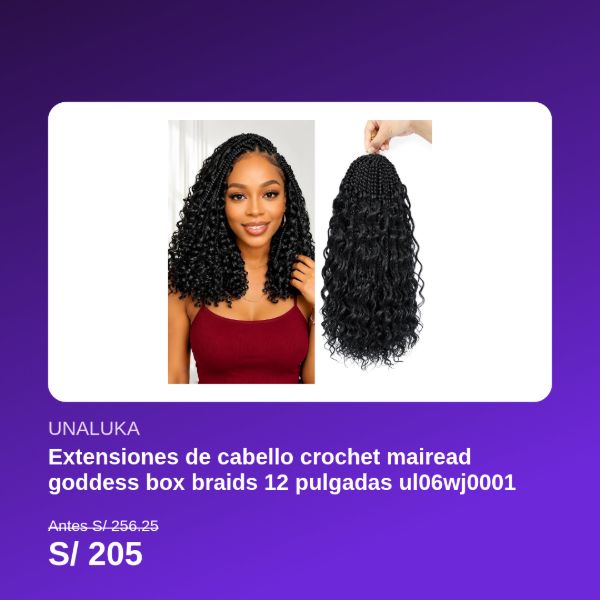 UNALUKA
Extensiones de cabello crochet mairead
goddess box braids 12 pulgadas ul06wj0001
Antes S/ 256.25
S/ 205